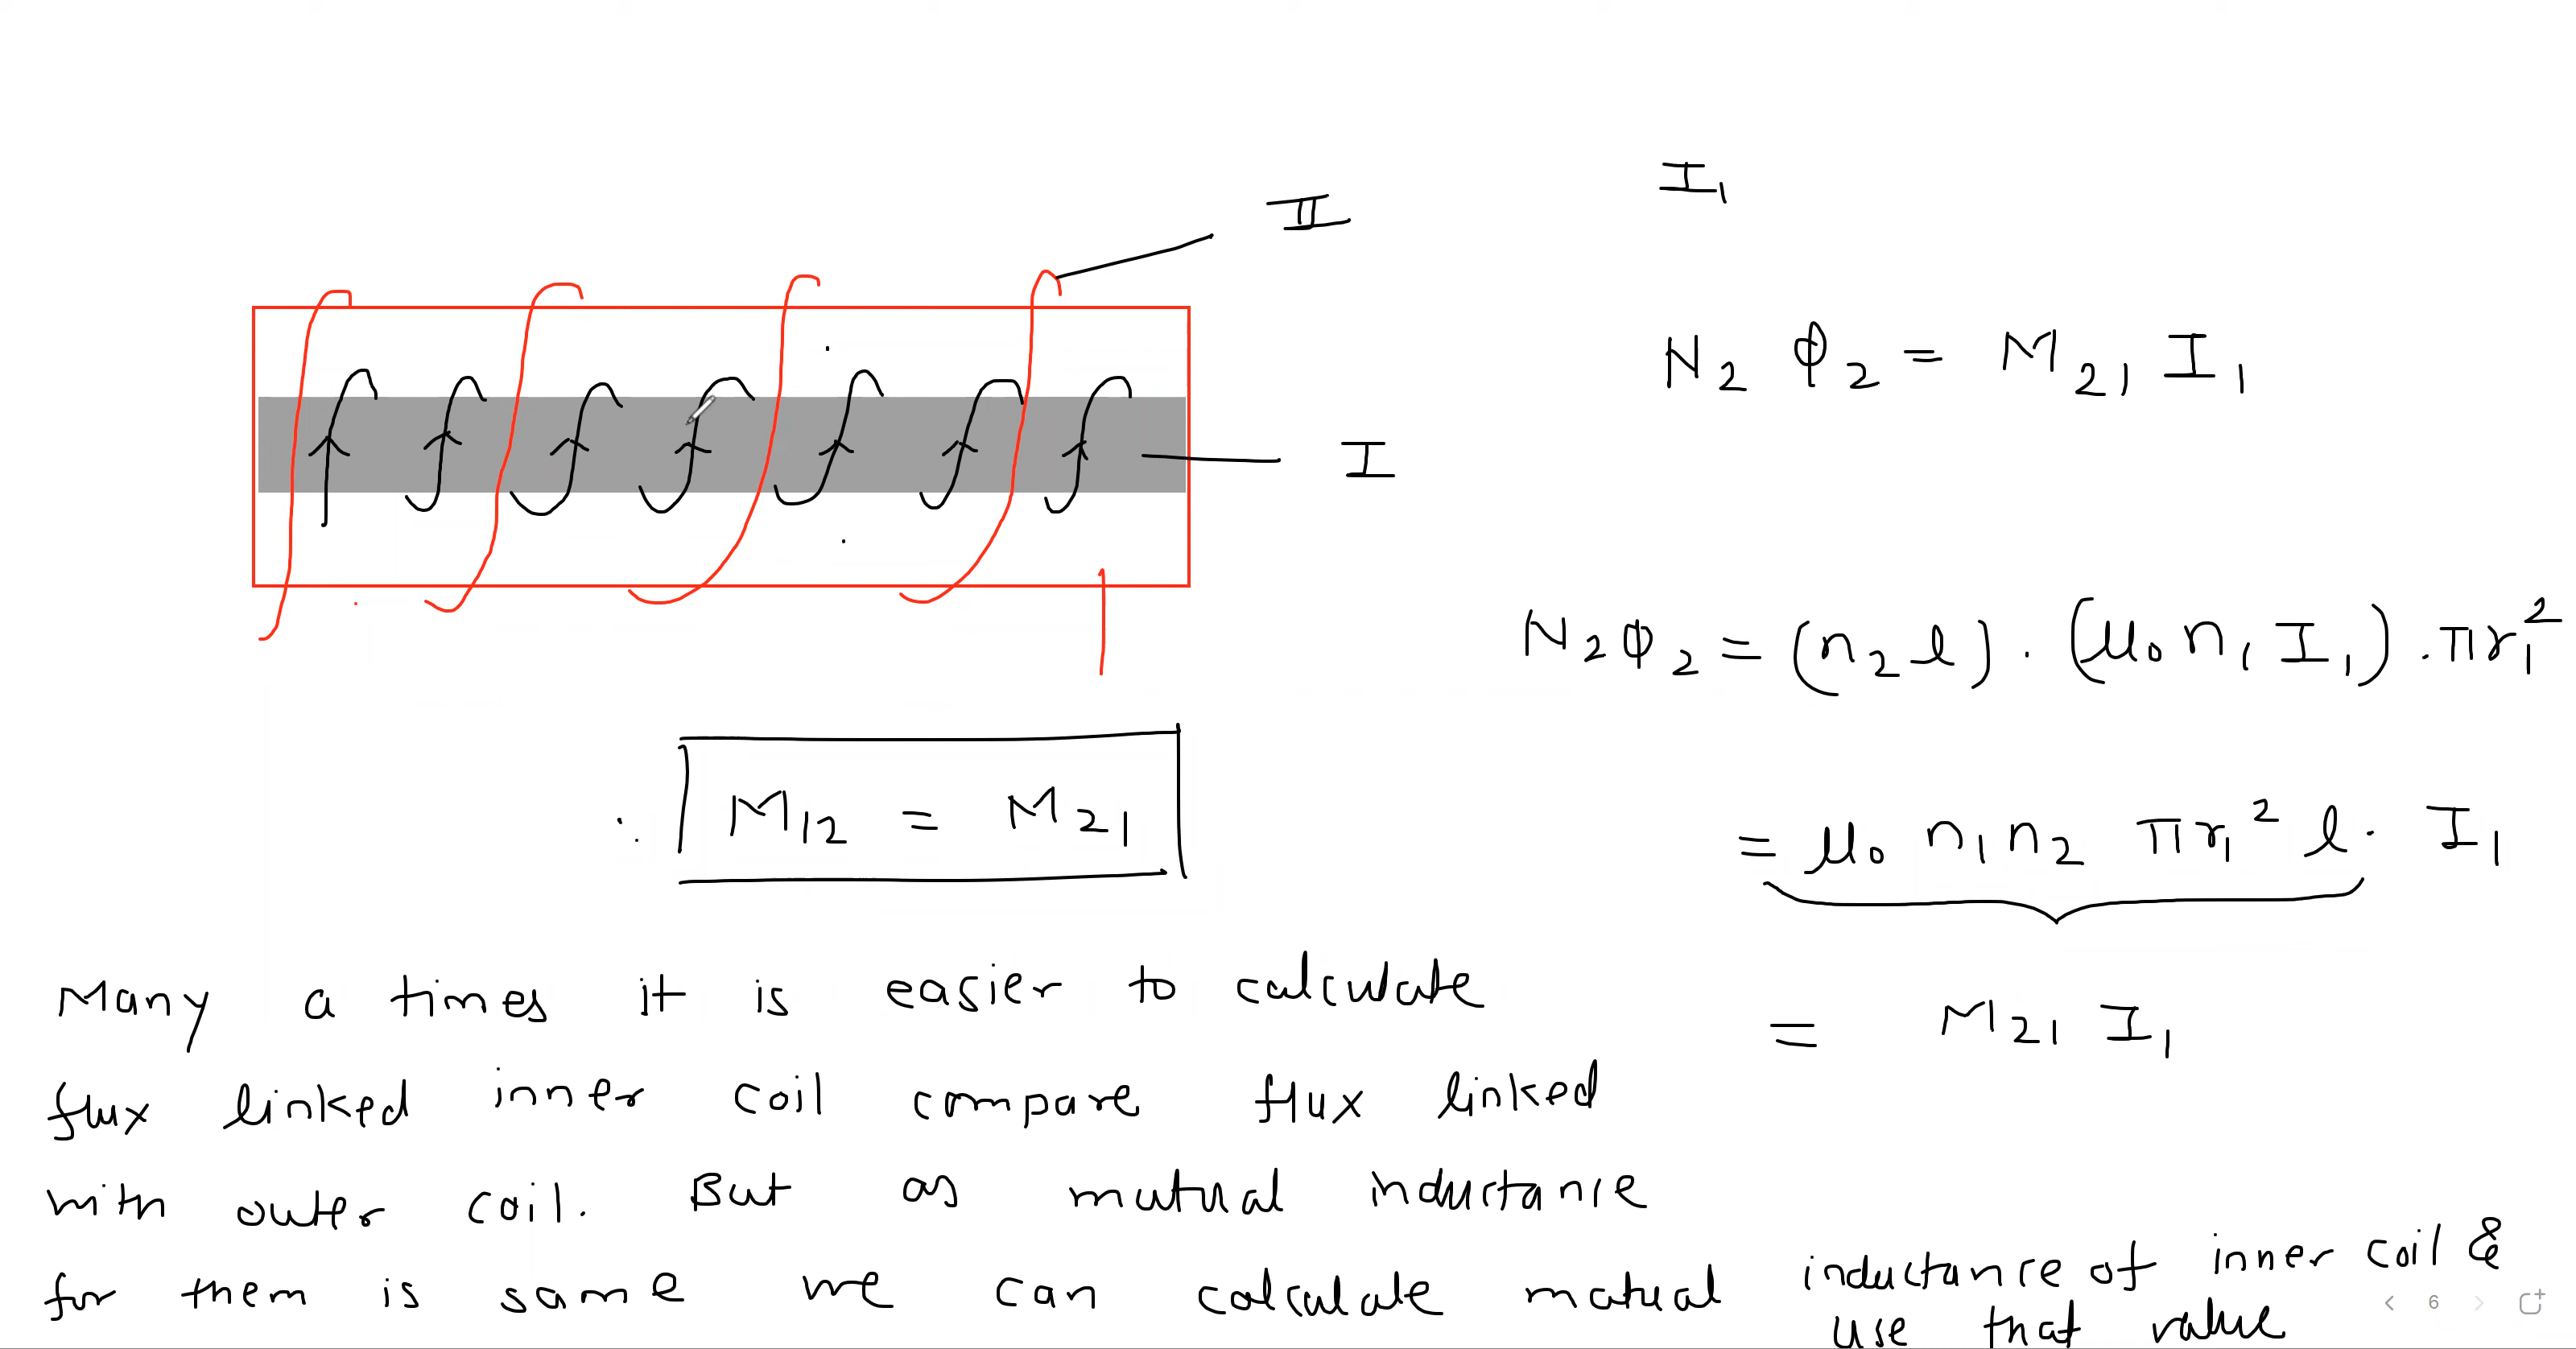 I₁
II
N₂ Φ₂ = M₂₁ I₁
I
N₂Φ₂ = (n₂ l) . (μ₀ n₁ I₁) . πr₁²
∴ M₁₂ = M₂₁
= μ₀ n₁ n₂ πr₁² l . I₁
= M₂₁ I₁
Many a times it is easier to calculate
flux linked inner coil compare flux linked
with outer coil. But as mutual inductance
for them is same we can calculate mutual inductance of inner coil &
use that value
6